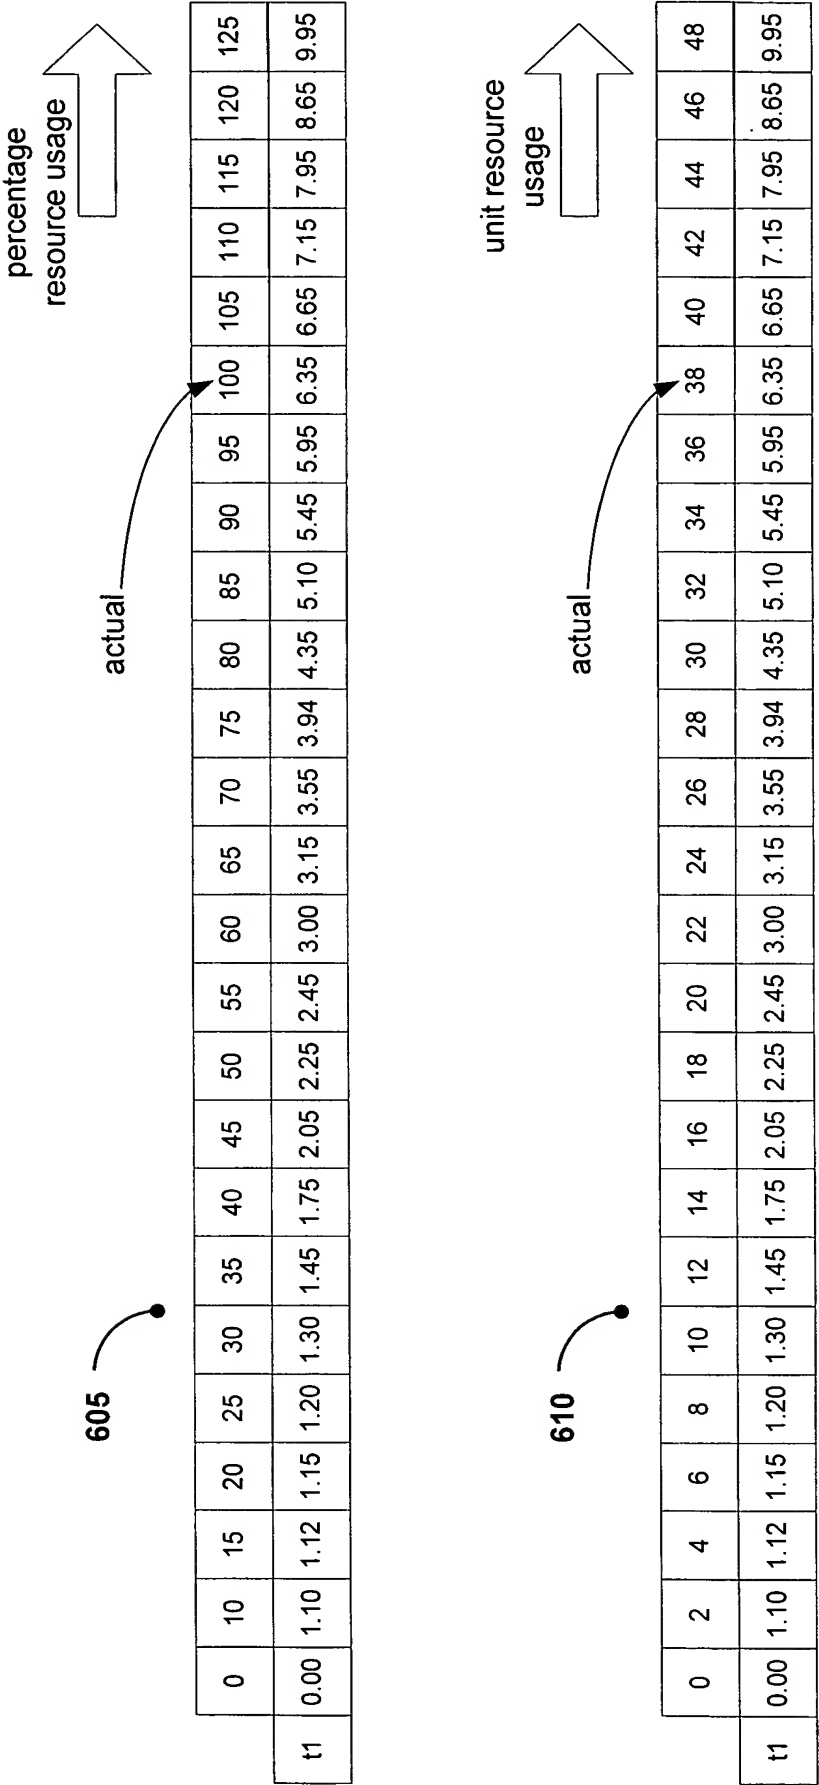 percentage
resource usage
actual
605
0 10 15 20 25 30 35 40 45 50 55 60 65 70 75 80 85 90 95 100 105 110 115 120 125
t1 0.00 1.10 1.12 1.15 1.20 1.30 1.45 1.75 2.05 2.25 2.45 3.00 3.15 3.55 3.94 4.35 5.10 5.45 5.95 6.35 6.65 7.15 7.95 8.65 9.95
unit resource
usage
actual
610
0 2 4 6 8 10 12 14 16 18 20 22 24 26 28 30 32 34 36 38 40 42 44 46 48
t1 0.00 1.10 1.12 1.15 1.20 1.30 1.45 1.75 2.05 2.25 2.45 3.00 3.15 3.55 3.94 4.35 5.10 5.45 5.95 6.35 6.65 7.15 7.95 8.65 9.95